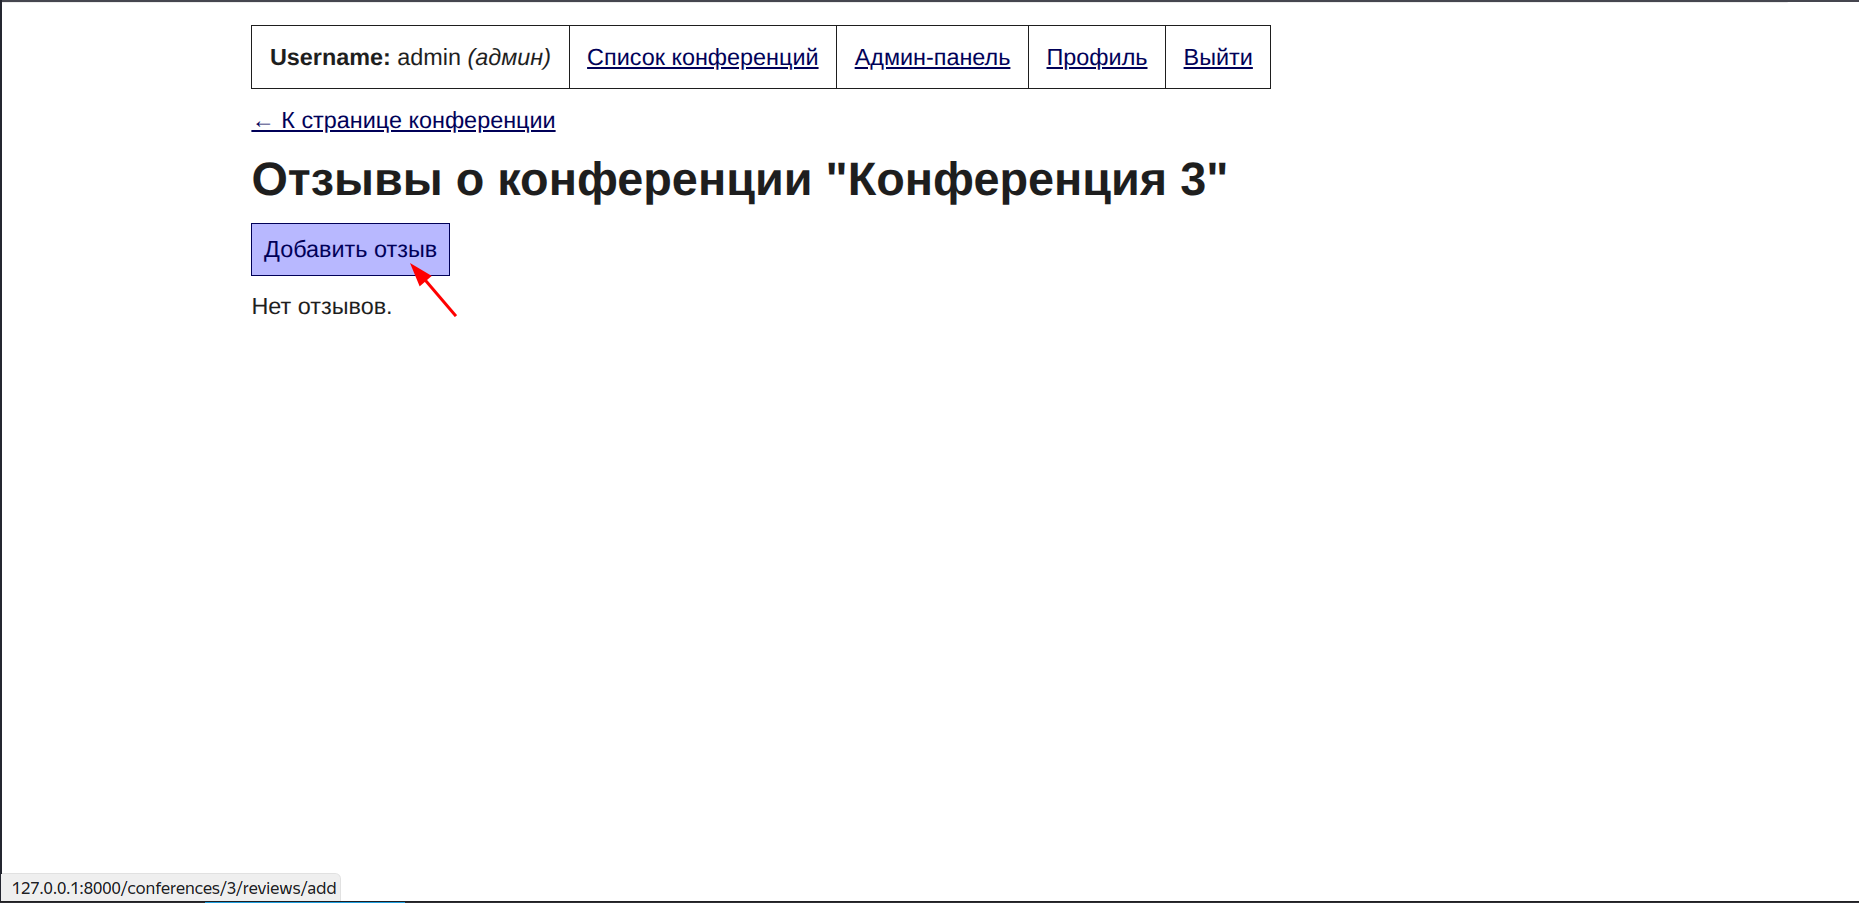 Username: admin (админ) Список конференций Админ-панель Профиль Выйти
← К странице конференции
Отзывы о конференции "Конференция 3"
Добавить отзыв
Нет отзывов.
127.0.0.1:8000/conferences/3/reviews/add